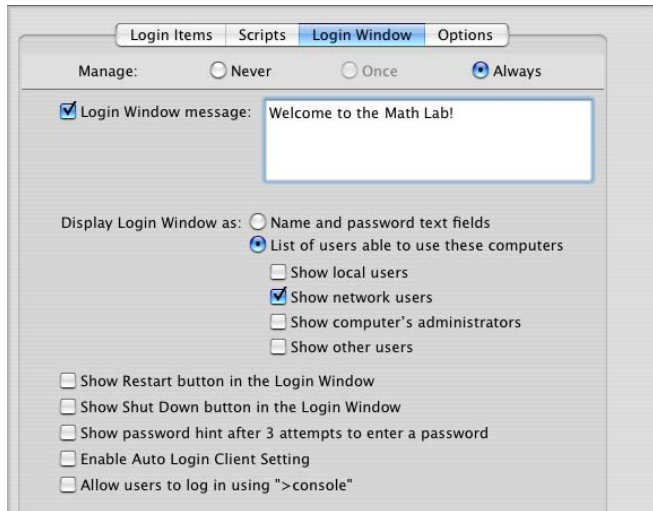 Login Items Scripts Login Window Options
Manage: Never Once Always
Login Window message: Welcome to the Math Lab!
Display Login Window as: Name and password text fields
List of users able to use these computers
Show local users
Show network users
Show computer's administrators
Show other users
Show Restart button in the Login Window
Show Shut Down button in the Login Window
Show password hint after 3 attempts to enter a password
Enable Auto Login Client Setting
Allow users to log in using ">console"